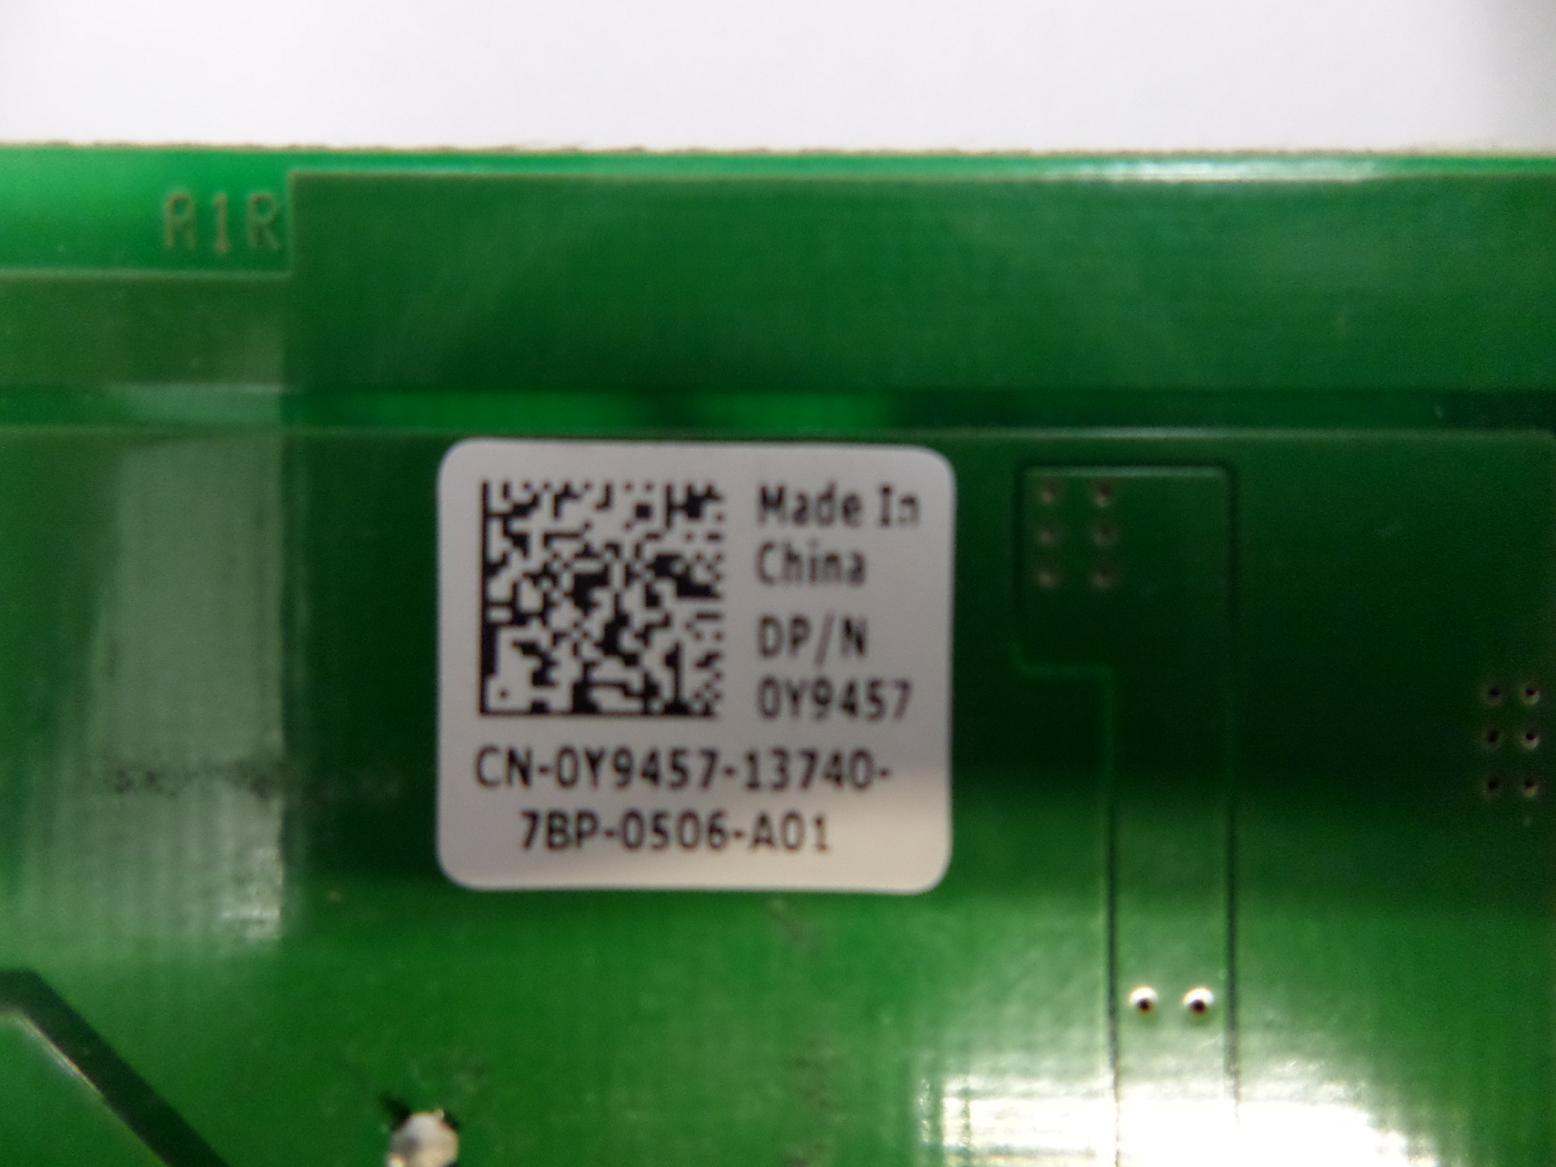 R1R
Made In
China
DP/N
0Y9457
CN-0Y9457-13740-
7BP-0506-A01